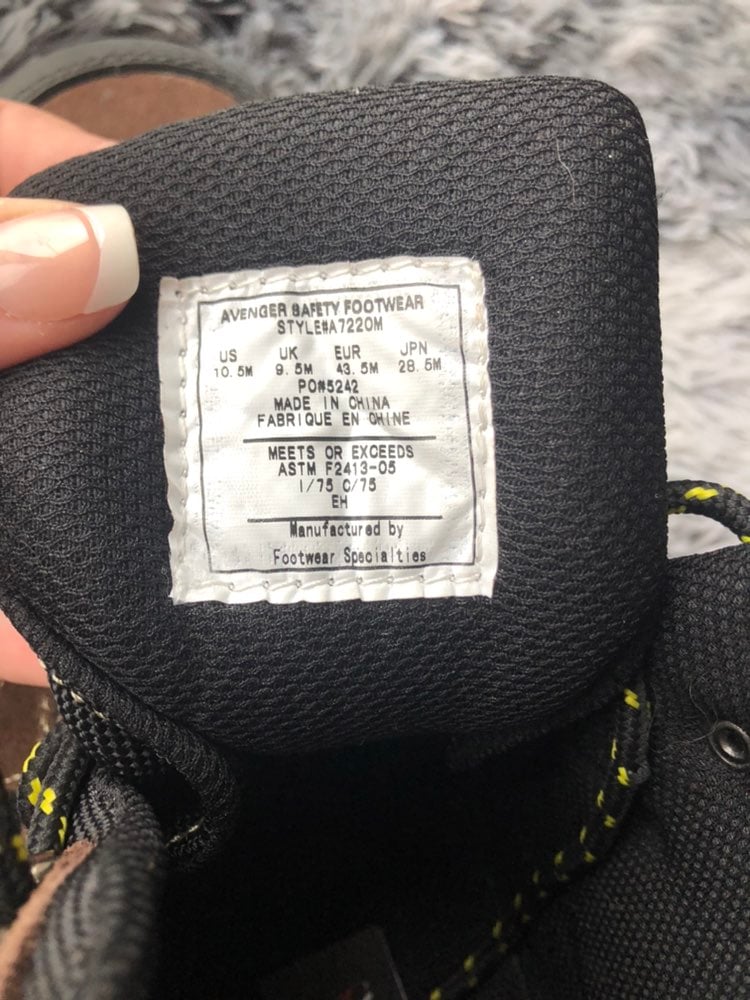 AVENGER SAFETY FOOTWEAR
STYLE#A7220M
US UK EUR JPN
10.5M 9.5M 43.5M 28.5M
PO#5242
MADE IN CHINA
FABRIQUE EN CHINE
MEETS OR EXCEEDS
ASTM F2413-05
I/75 C/75
EH
Manufactured by
Footwear Specialties